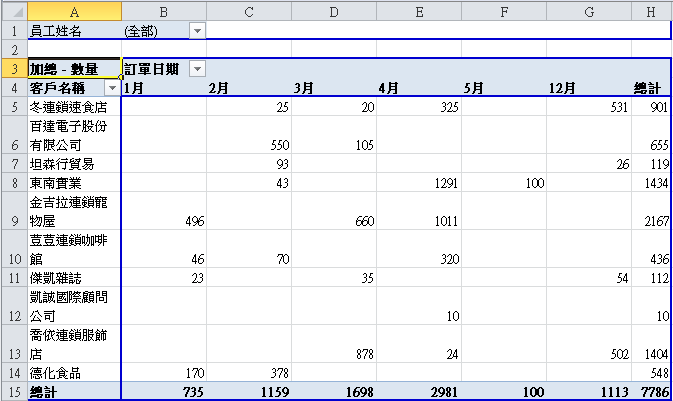 A B C D E F G H
1 員工姓名 (全部)
2
3 加總 - 數量 訂單日期
4 客戶名稱 1月 2月 3月 4月 5月 12月 總計
5 冬連鎖速食店 25 20 325 531 901
百達電子股份
6 有限公司 550 105 655
7 坦森行貿易 93 26 119
8 東南實業 43 1291 100 1434
金吉拉連鎖寵
9 物屋 496 660 1011 2167
荳荳連鎖咖啡
10 館 46 70 320 436
11 傑凱雜誌 23 35 54 112
凱誠國際顧問
12 公司 10 10
喬依連鎖服飾
13 店 878 24 502 1404
14 德化食品 170 378 548
15 總計 735 1159 1698 2981 100 1113 7786